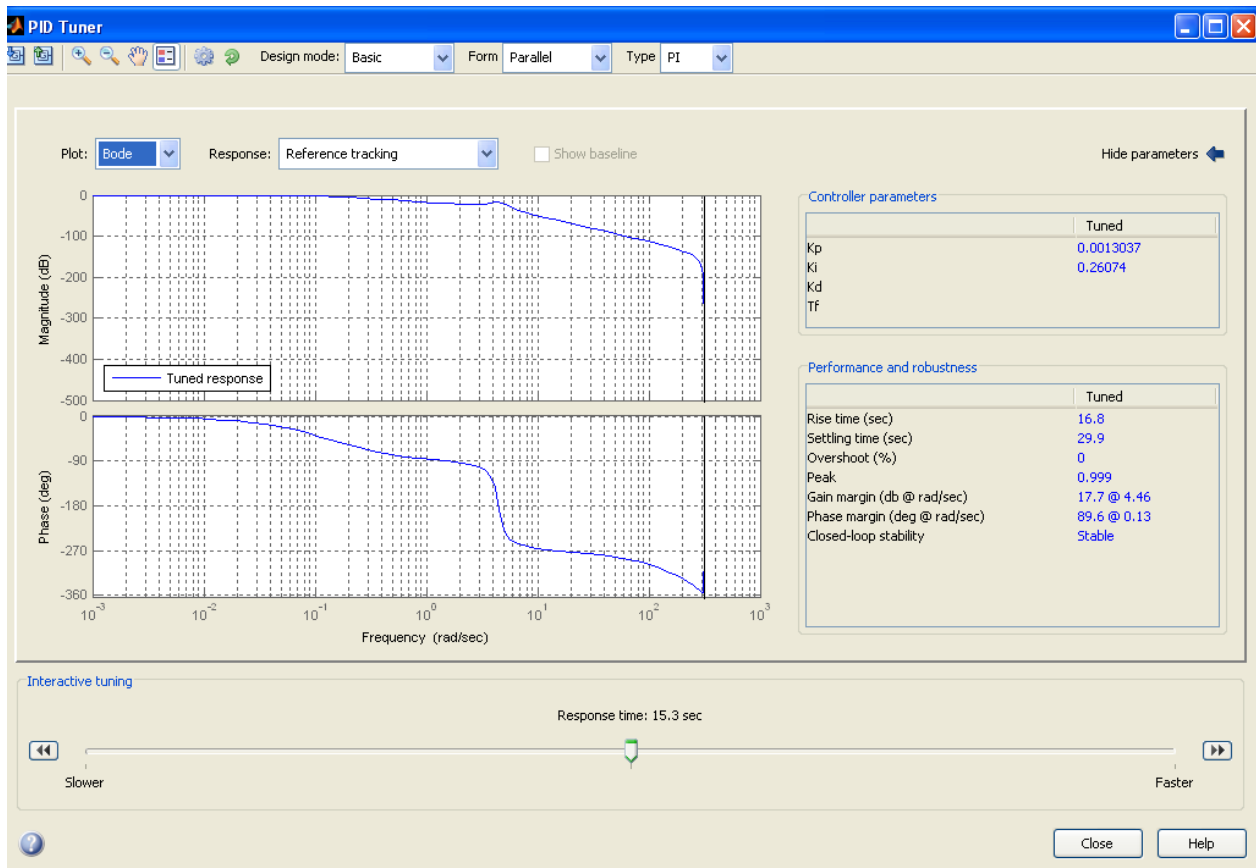 PID Tuner
Design mode: Basic Form Parallel Type PI
Plot: Bode Response: Reference tracking Show baseline Hide parameters
0
-100
-200
-300
-400
-500
Magnitude (dB)
Tuned response
0
-90
-180
-270
-360
Phase (deg)
10^-3 10^-2 10^-1 10^0 10^1 10^2 10^3
Frequency (rad/sec)
Controller parameters
Tuned
Kp 0.0013037
Ki 0.26074
Kd
Tf
Performance and robustness
Tuned
Rise time (sec) 16.8
Settling time (sec) 29.9
Overshoot (%) 0
Peak 0.999
Gain margin (db @ rad/sec) 17.7 @ 4.46
Phase margin (deg @ rad/sec) 89.6 @ 0.13
Closed-loop stability Stable
Interactive tuning
Response time: 15.3 sec
Slower Faster
Close Help